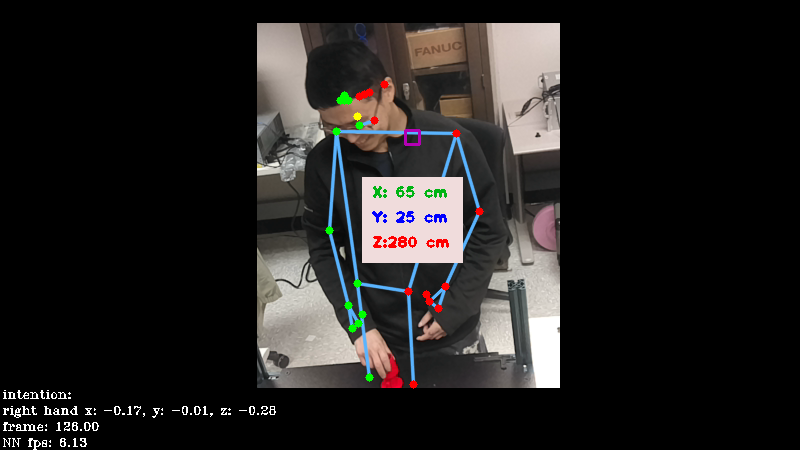 FANUC
X: 65 cm
Y: 25 cm
Z:280 cm
intention:
right hand x: -0.17, y: -0.01, z: -0.28
frame: 126.00
NN fps: 6.13